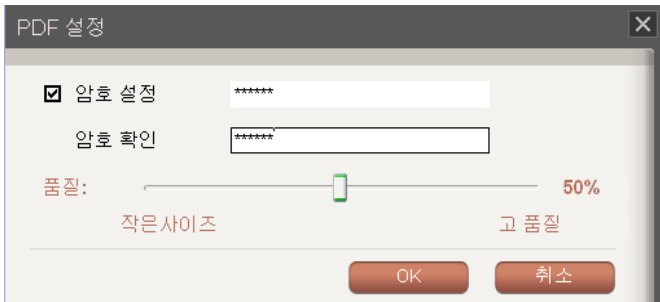 PDF 설정
암호 설정 ******
암호 확인 ******
품질: 50%
작은사이즈 고 품질
OK 취소